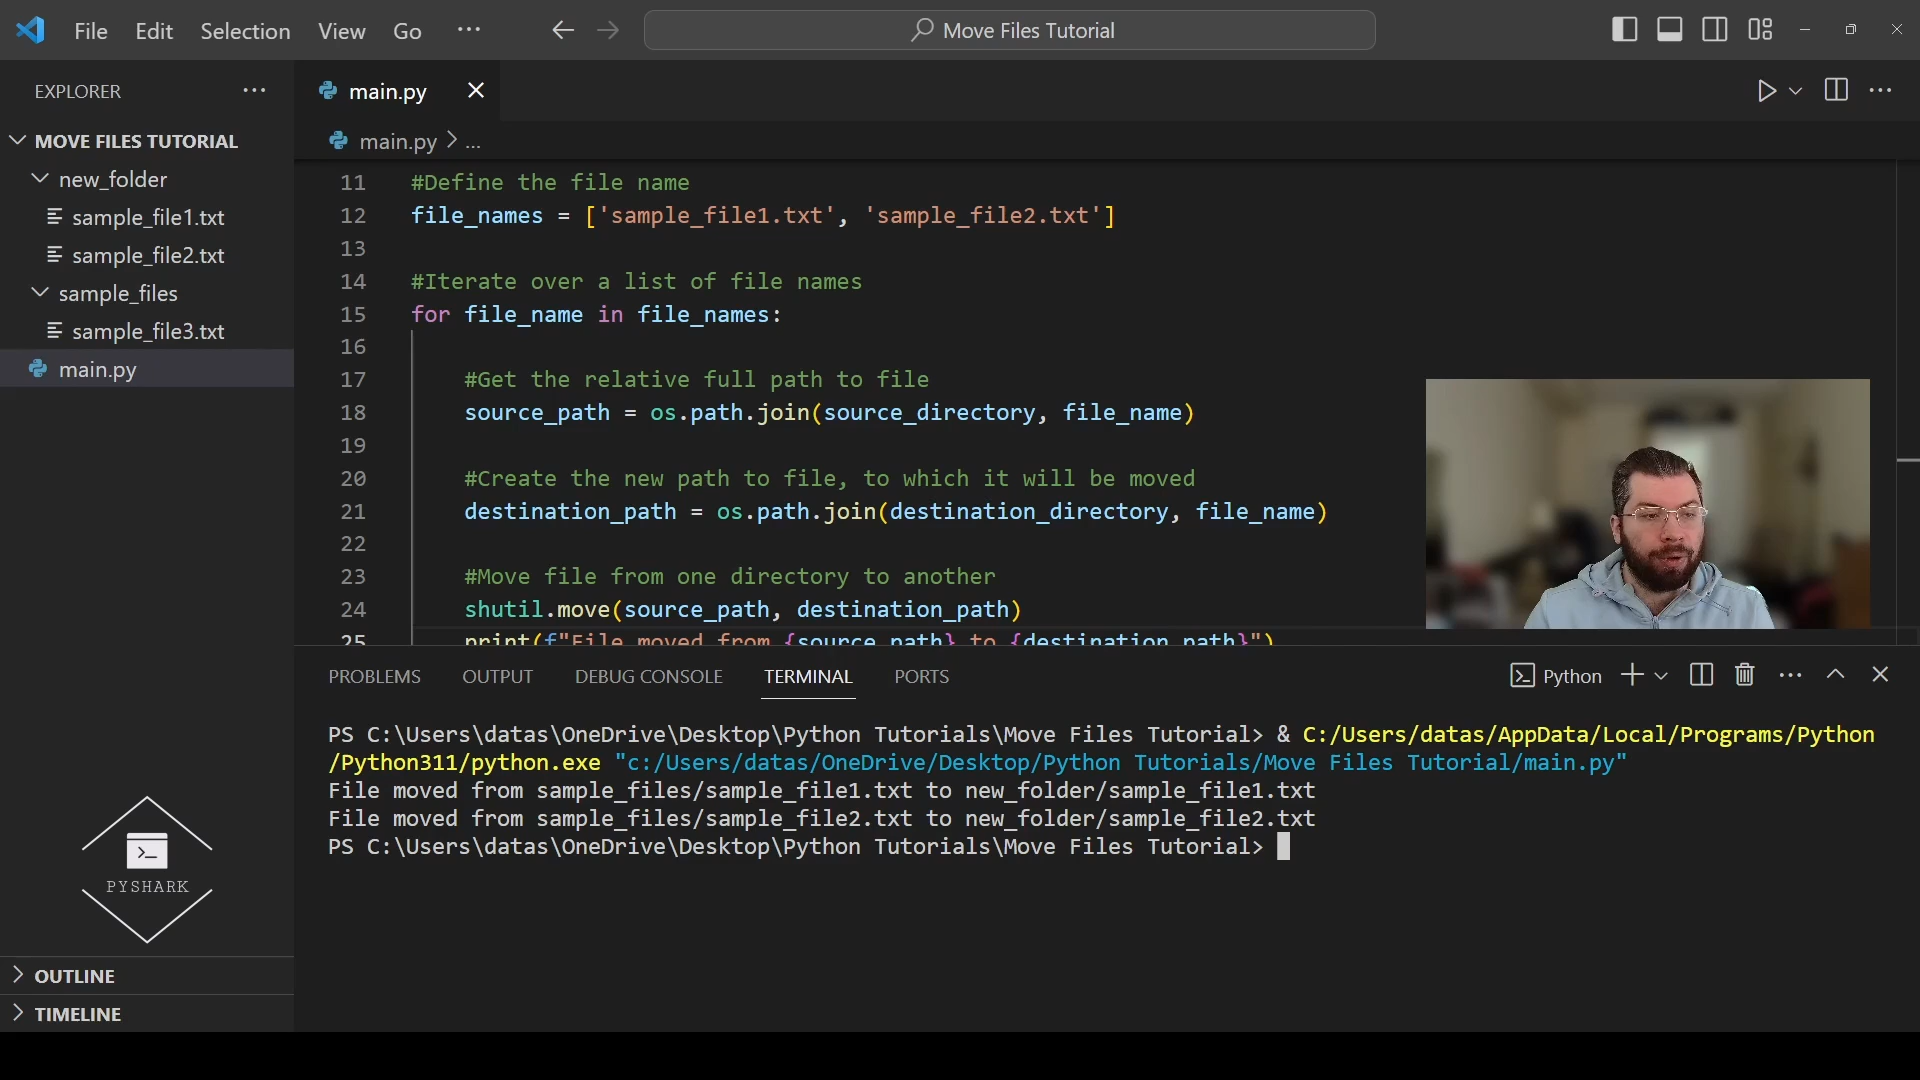 File Edit Selection View Go ···
Move Files Tutorial
EXPLORER ···
MOVE FILES TUTORIAL
new_folder
sample_file1.txt
sample_file2.txt
sample_files
sample_file3.txt
main.py
PYSHARK
OUTLINE
TIMELINE
main.py
main.py > ...
11 #Define the file name
12 file_names = ['sample_file1.txt', 'sample_file2.txt']
13
14 #Iterate over a list of file names
15 for file_name in file_names:
16
17 #Get the relative full path to file
18 source_path = os.path.join(source_directory, file_name)
19
20 #Create the new path to file, to which it will be moved
21 destination_path = os.path.join(destination_directory, file_name)
22
23 #Move file from one directory to another
24 shutil.move(source_path, destination_path)
25 print(f"File moved from {source_path} to {destination_path}")
PROBLEMS OUTPUT DEBUG CONSOLE TERMINAL PORTS
Python
PS C:\Users\datas\OneDrive\Desktop\Python Tutorials\Move Files Tutorial> & C:/Users/datas/AppData/Local/Programs/Python
/Python311/python.exe "c:/Users/datas/OneDrive/Desktop/Python Tutorials/Move Files Tutorial/main.py"
File moved from sample_files/sample_file1.txt to new_folder/sample_file1.txt
File moved from sample_files/sample_file2.txt to new_folder/sample_file2.txt
PS C:\Users\datas\OneDrive\Desktop\Python Tutorials\Move Files Tutorial>